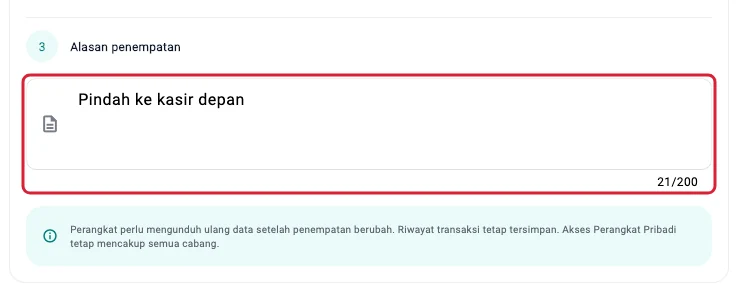 3 Alasan penempatan
Pindah ke kasir depan
21/200
Perangkat perlu mengunduh ulang data setelah penempatan berubah. Riwayat transaksi tetap tersimpan. Akses Perangkat Pribadi
tetap mencakup semua cabang.